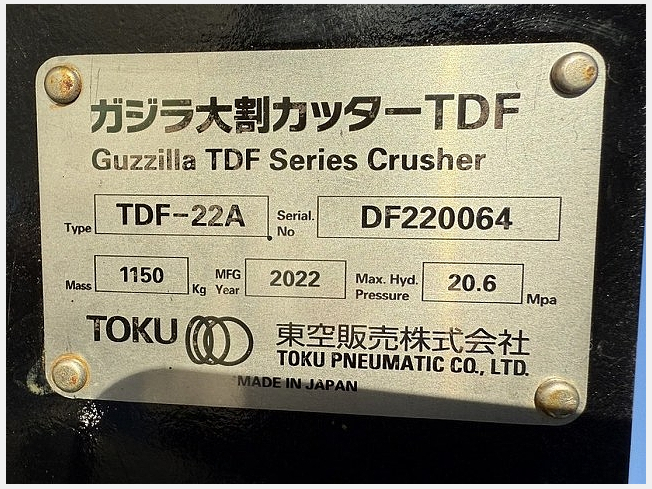 ガジラ大割カッターTDF
Guzzilla TDF Series Crusher
Type TDF-22A Serial. No DF220064
Mass 1150 Kg MFG Year 2022 Max. Hyd. Pressure 20.6 Mpa
TOKU 東空販売株式会社
TOKU PNEUMATIC CO., LTD.
MADE IN JAPAN